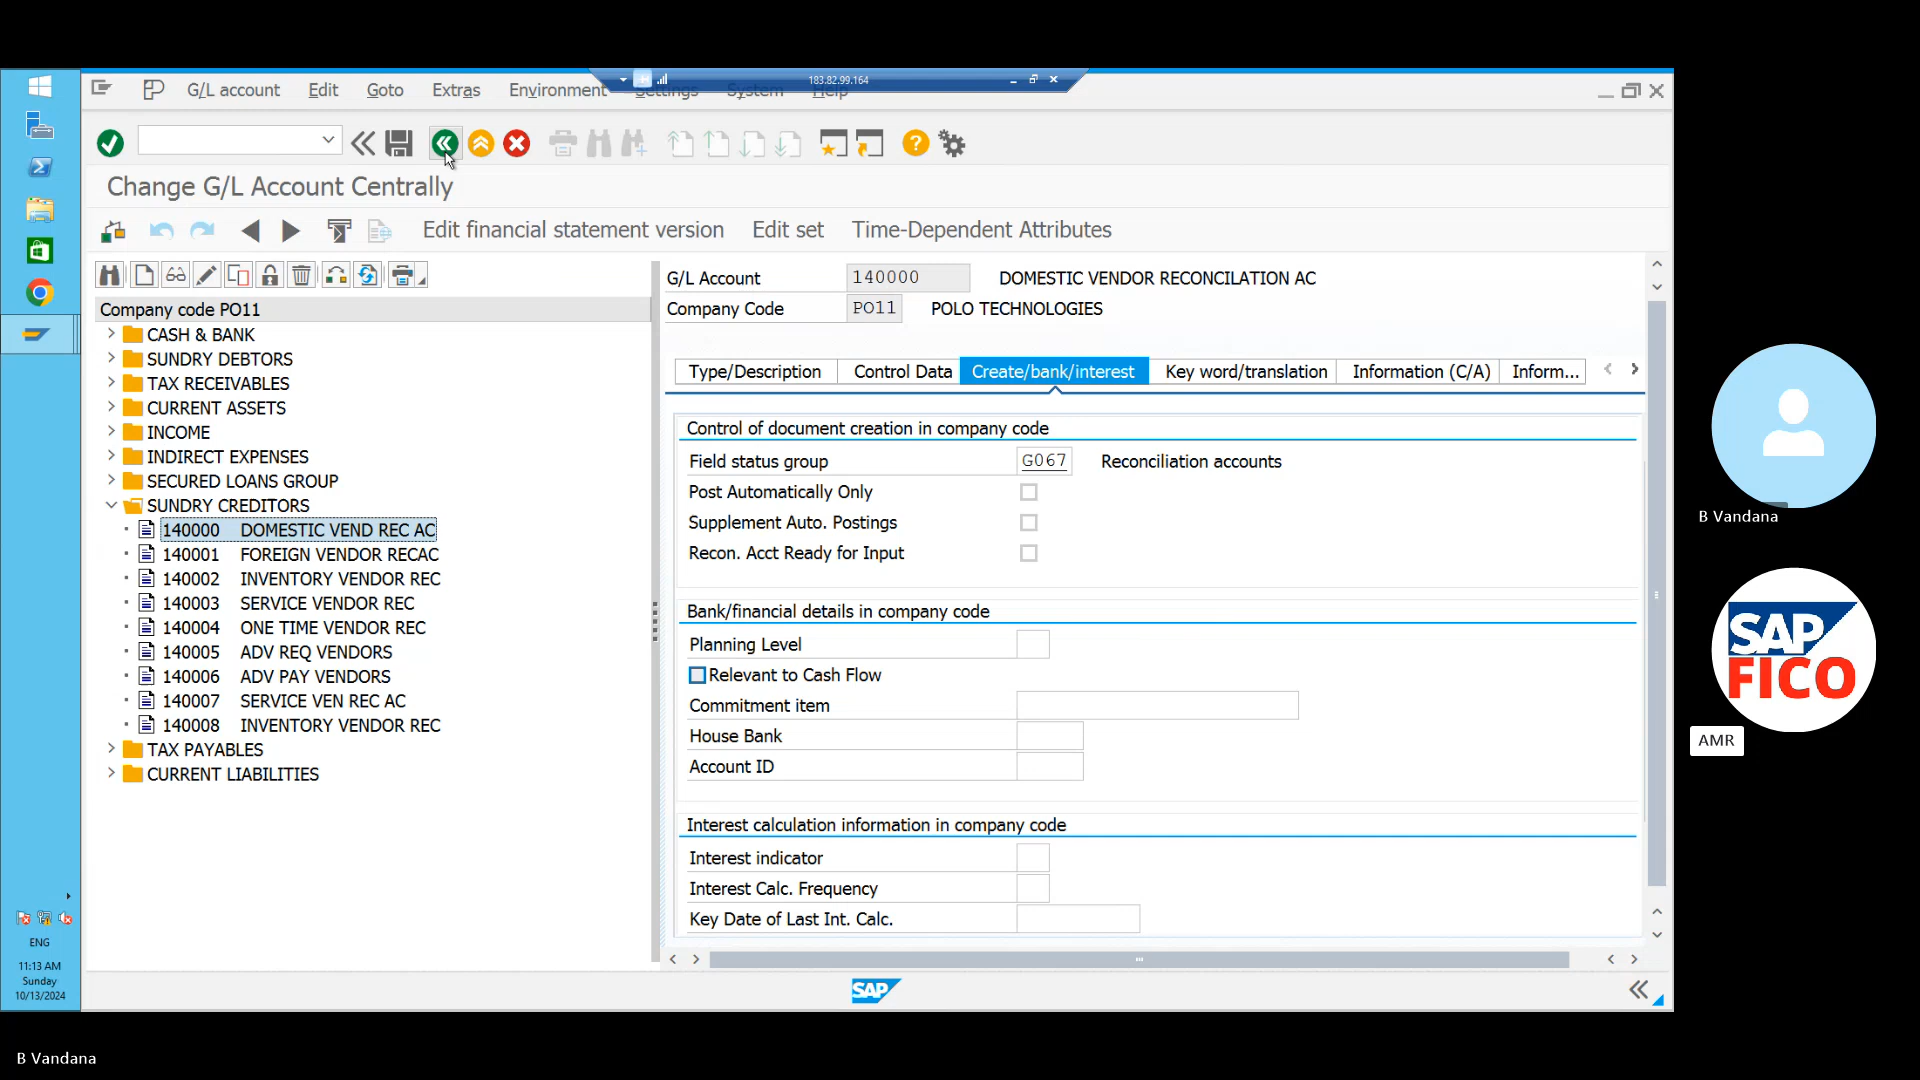 183.82.99.164
G/L account Edit Goto Extras Environment Settings System Help
Change G/L Account Centrally
Edit financial statement version Edit set Time-Dependent Attributes
Company code PO11
CASH & BANK
SUNDRY DEBTORS
TAX RECEIVABLES
CURRENT ASSETS
INCOME
INDIRECT EXPENSES
SECURED LOANS GROUP
SUNDRY CREDITORS
140000 DOMESTIC VEND REC AC
140001 FOREIGN VENDOR RECAC
140002 INVENTORY VENDOR REC
140003 SERVICE VENDOR REC
140004 ONE TIME VENDOR REC
140005 ADV REQ VENDORS
140006 ADV PAY VENDORS
140007 SERVICE VEN REC AC
140008 INVENTORY VENDOR REC
TAX PAYABLES
CURRENT LIABILITIES
G/L Account 140000 DOMESTIC VENDOR RECONCILATION AC
Company Code PO11 POLO TECHNOLOGIES
Type/Description Control Data Create/bank/interest Key word/translation Information (C/A) Inform...
Control of document creation in company code
Field status group G067 Reconciliation accounts
Post Automatically Only
Supplement Auto. Postings
Recon. Acct Ready for Input
Bank/financial details in company code
Planning Level
Relevant to Cash Flow
Commitment item
House Bank
Account ID
Interest calculation information in company code
Interest indicator
Interest Calc. Frequency
Key Date of Last Int. Calc.
SAP
ENG
11:13 AM
Sunday
10/13/2024
B Vandana
SAP
FICO
AMR
B Vandana